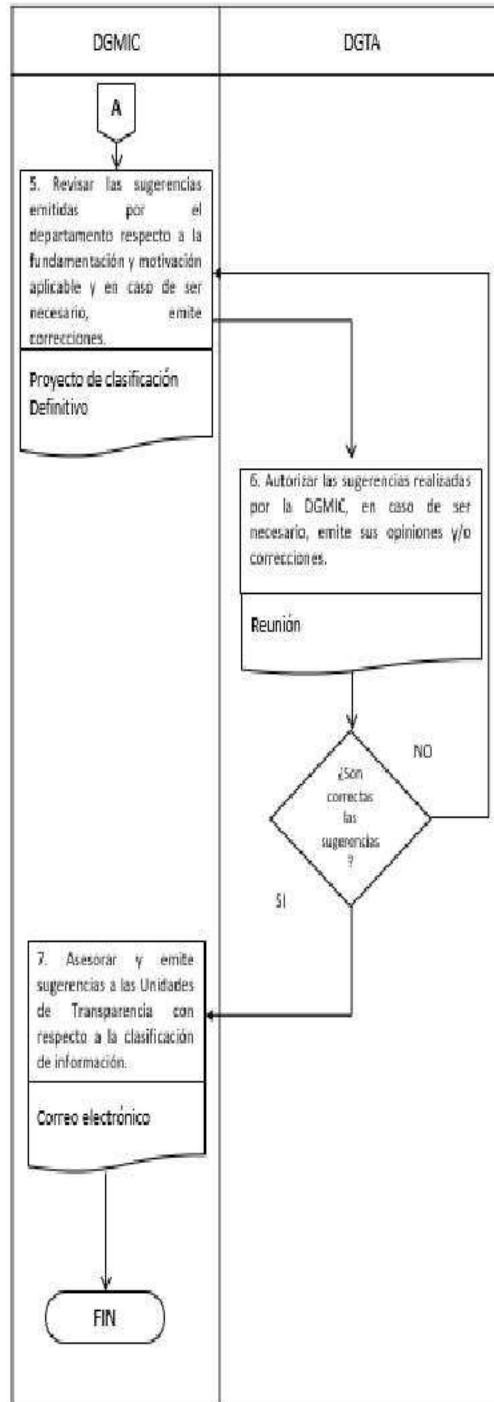 DGMIC
DGTA
A
5. Revisar las sugerencias
emitidas por el
departamento respecto a la
fundamentación y motivación
aplicable y en caso de ser
necesario, emite
correcciones.
Proyecto de clasificación
Definitivo
6. Autorizar las sugerencias realizadas
por la DGMIC, en caso de ser
necesario, emite sus opiniones y/o
correcciones.
Reunión
¿Son
correctas
las
sugerencias
?
NO
SI
7. Asesorar y emite
sugerencias a las Unidades
de Transparencia con
respecto a la clasificación
de información.
Correo electrónico
FIN